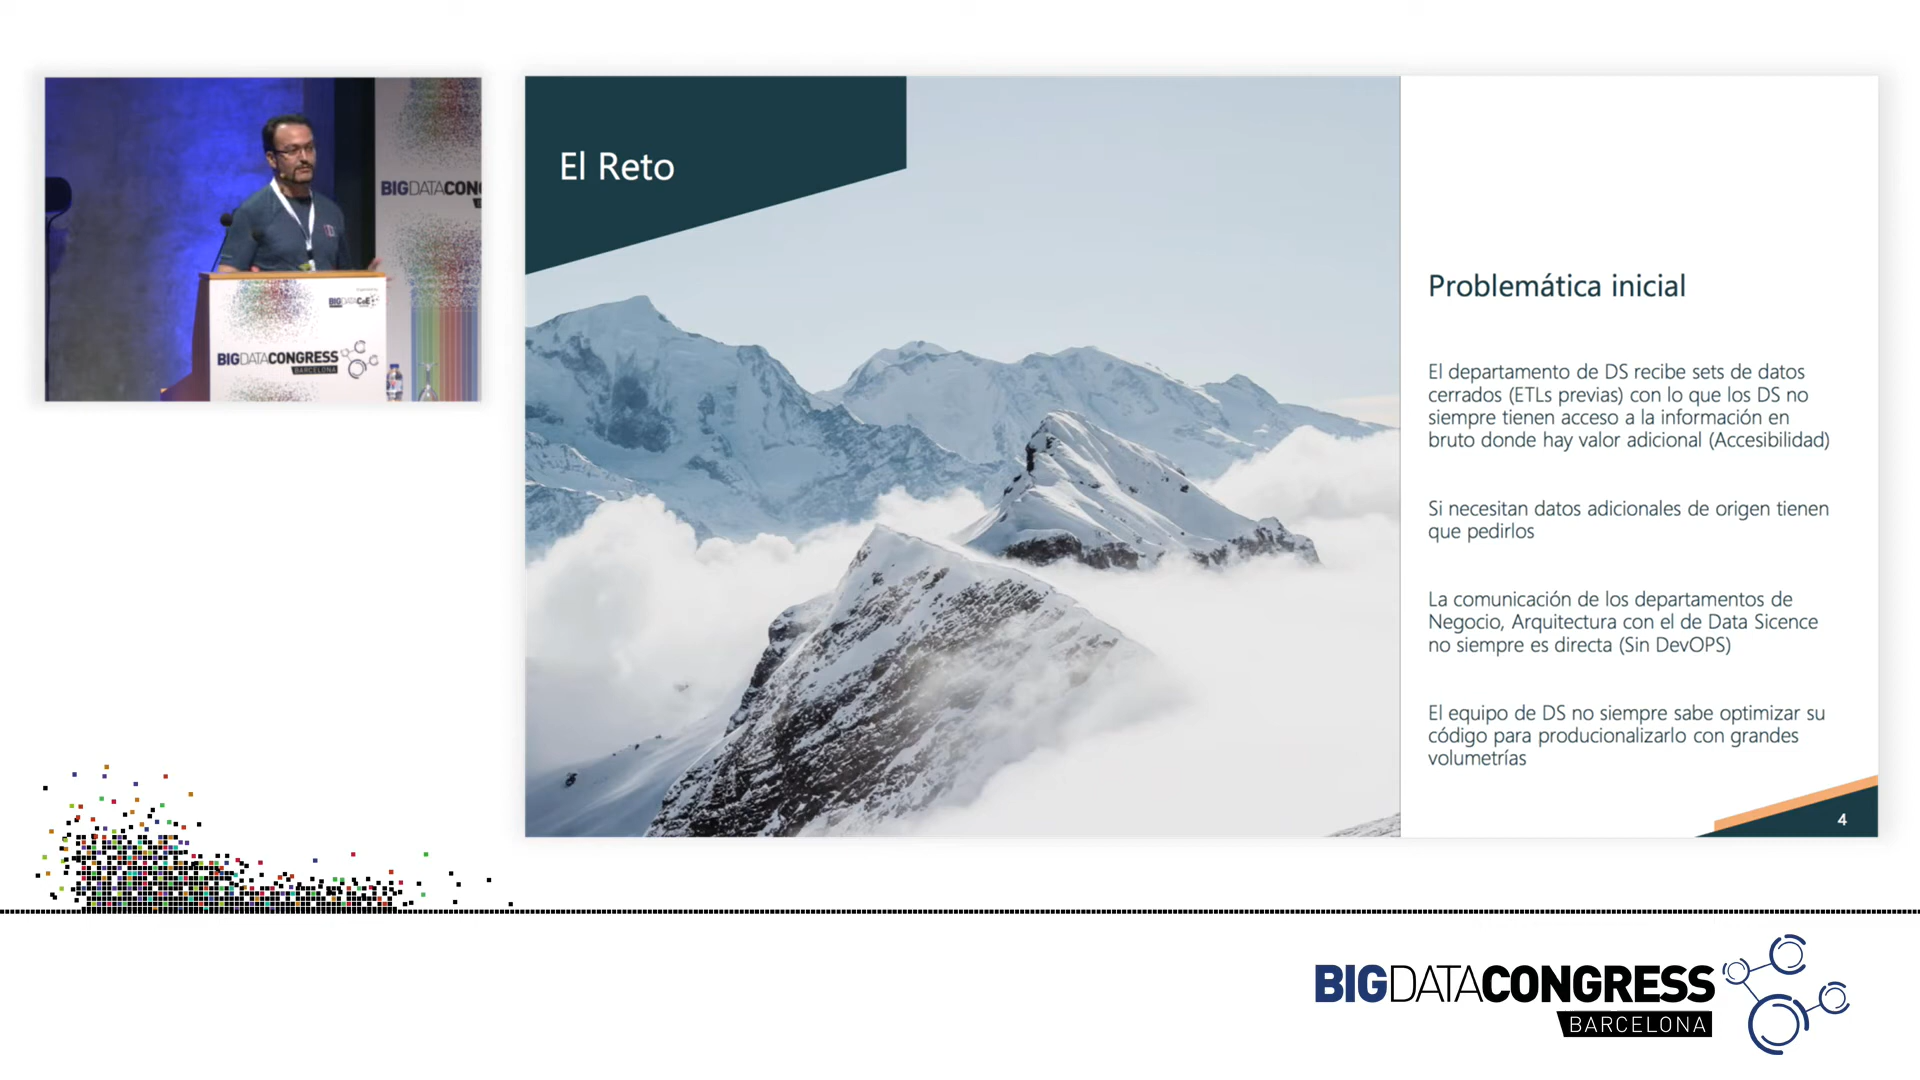 BIGDATACON
BIGDATACOE
BIGDATACONGRESS
BARCELONA
El Reto
Problemática inicial
El departamento de DS recibe sets de datos
cerrados (ETLs previas) con lo que los DS no
siempre tienen acceso a la información en
bruto donde hay valor adicional (Accesibilidad)
Si necesitan datos adicionales de origen tienen
que pedirlos
La comunicación de los departamentos de
Negocio, Arquitectura con el de Data Sicence
no siempre es directa (Sin DevOPS)
El equipo de DS no siempre sabe optimizar su
código para producionalizarlo con grandes
volumetrías
4
BIGDATACONGRESS
BARCELONA